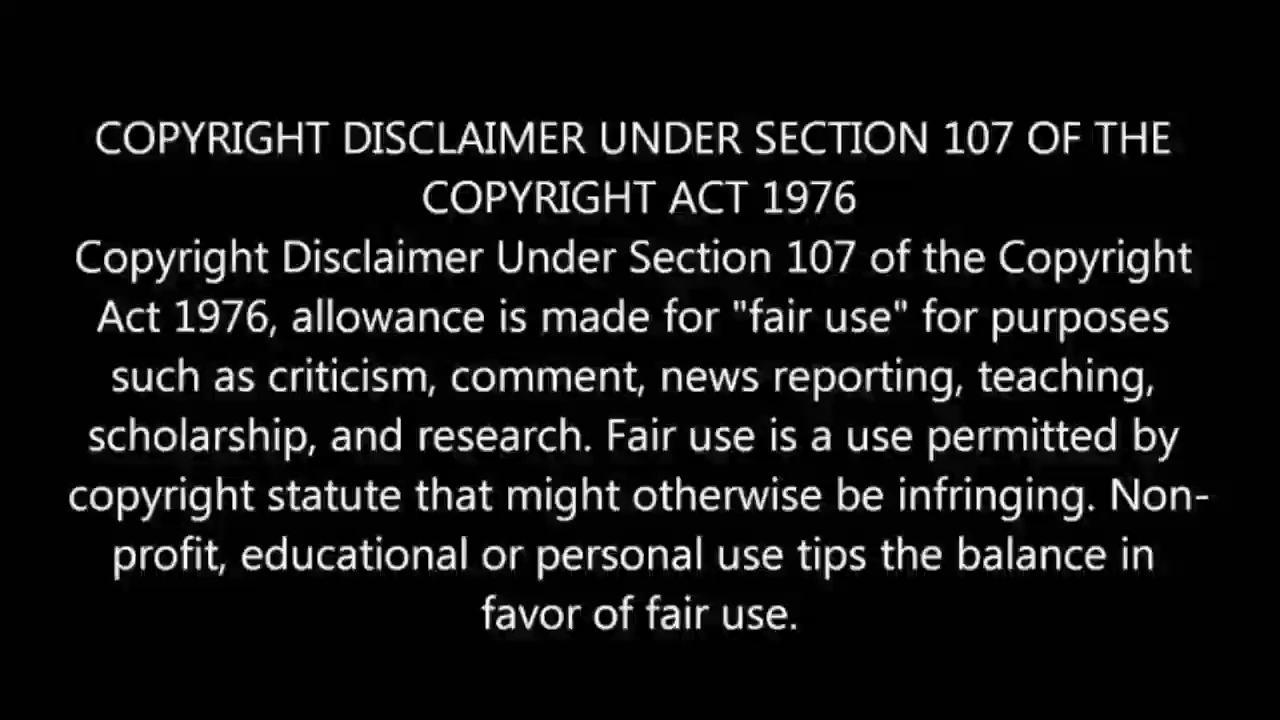 COPYRIGHT DISCLAIMER UNDER SECTION 107 OF THE
COPYRIGHT ACT 1976
Copyright Disclaimer Under Section 107 of the Copyright
Act 1976, allowance is made for "fair use" for purposes
such as criticism, comment, news reporting, teaching,
scholarship, and research. Fair use is a use permitted by
copyright statute that might otherwise be infringing. Non-
profit, educational or personal use tips the balance in
favor of fair use.